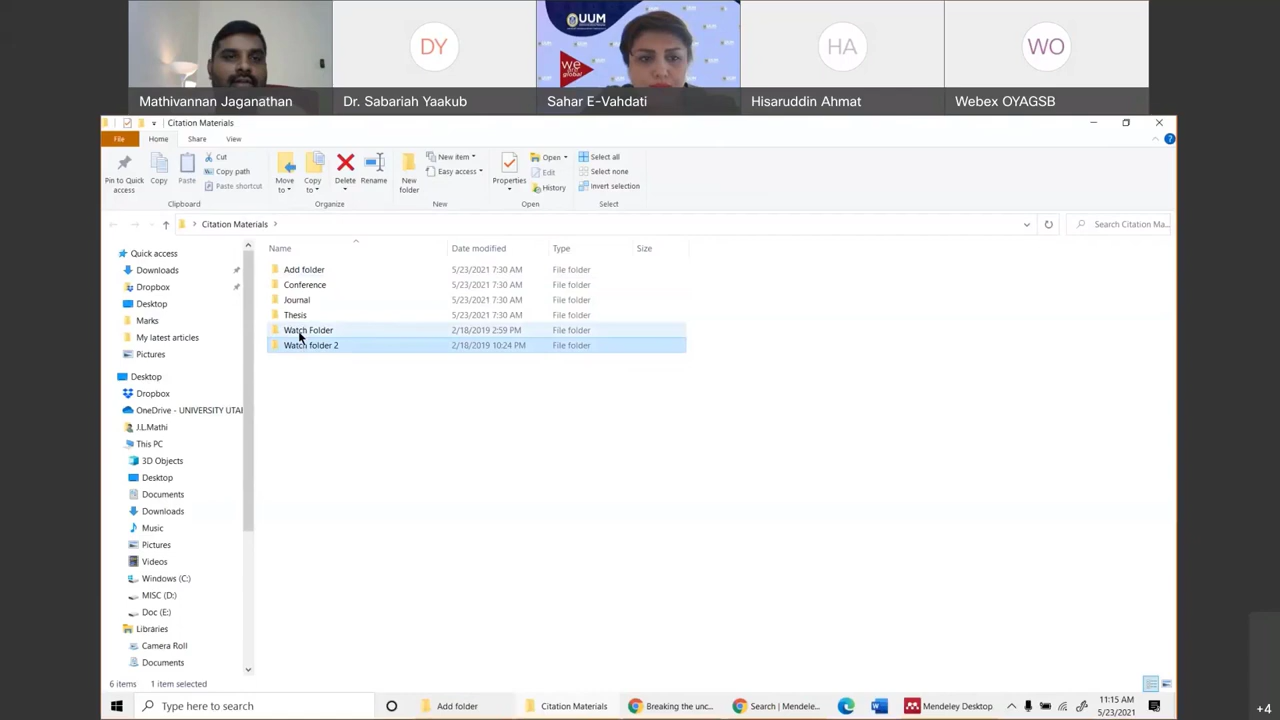 DY
UUM
we
are
global
HA
WO
Mathivannan Jaganathan
Dr. Sabariah Yaakub
Sahar E-Vahdati
Hisaruddin Ahmat
Webex OYAGSB
Citation Materials
File
Home
Share
View
Pin to Quick access
Copy
Paste
Cut
Copy path
Paste shortcut
Clipboard
Move to
Copy to
Delete
Rename
Organize
New folder
New item
Easy access
New
Properties
Open
Edit
History
Open
Select all
Select none
Invert selection
Select
Citation Materials
Search Citation Ma...
Name
Date modified
Type
Size
Add folder 5/23/2021 7:30 AM File folder
Conference 5/23/2021 7:30 AM File folder
Journal 5/23/2021 7:30 AM File folder
Thesis 5/23/2021 7:30 AM File folder
Watch Folder 2/18/2019 2:59 PM File folder
Watch folder 2 2/18/2019 10:24 PM File folder
Quick access
Downloads
Dropbox
Desktop
Marks
My latest articles
Pictures
Desktop
Dropbox
OneDrive - UNIVERSITY UTAI
J.L.Mathi
This PC
3D Objects
Desktop
Documents
Downloads
Music
Pictures
Videos
Windows (C:)
MISC (D:)
Doc (E:)
Libraries
Camera Roll
Documents
6 items 1 item selected
Type here to search
Add folder
Citation Materials
Breaking the unc...
Search | Mendele...
Mendeley Desktop
11:15 AM
5/23/2021
+4